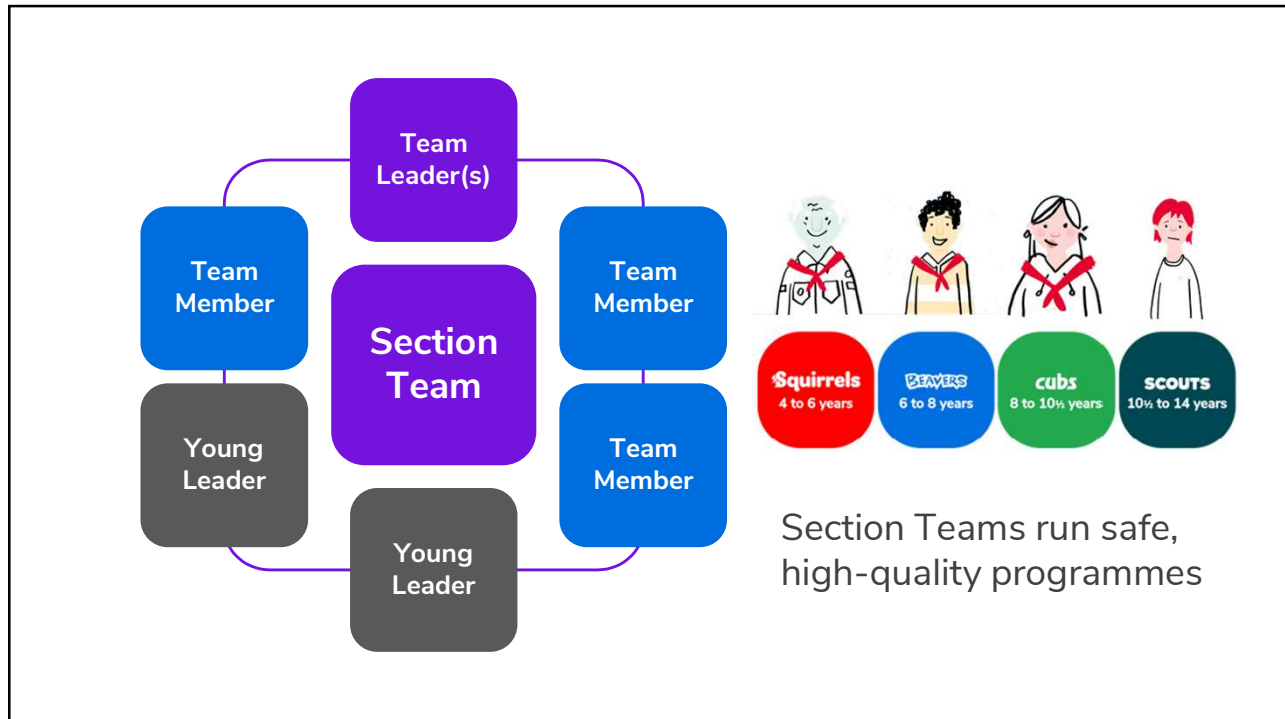 Team
Leader(s)
Team
Member
Team
Member
Section
Team
Young
Leader
Team
Member
Young
Leader
Squirrels
4 to 6 years
BEAVERS
6 to 8 years
cubs
8 to 10½ years
SCOUTS
10½ to 14 years
Section Teams run safe,
high-quality programmes